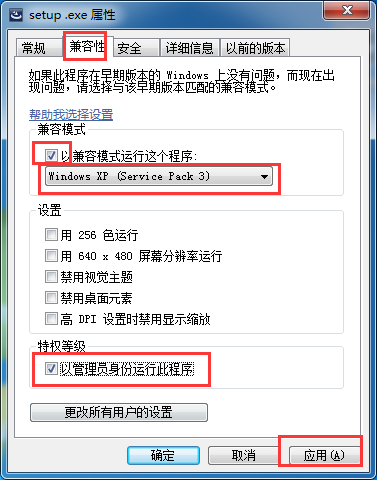 setup .exe 属性
常规 兼容性 安全 详细信息 以前的版本
如果此程序在早期版本的 Windows 上没有问题，而现在出
现问题，请选择与该早期版本匹配的兼容模式。
帮助我选择设置
兼容模式
以兼容模式运行这个程序:
Windows XP (Service Pack 3)
设置
用 256 色运行
用 640 x 480 屏幕分辨率运行
禁用视觉主题
禁用桌面元素
高 DPI 设置时禁用显示缩放
特权等级
以管理员身份运行此程序
更改所有用户的设置
确定 取消 应用(A)